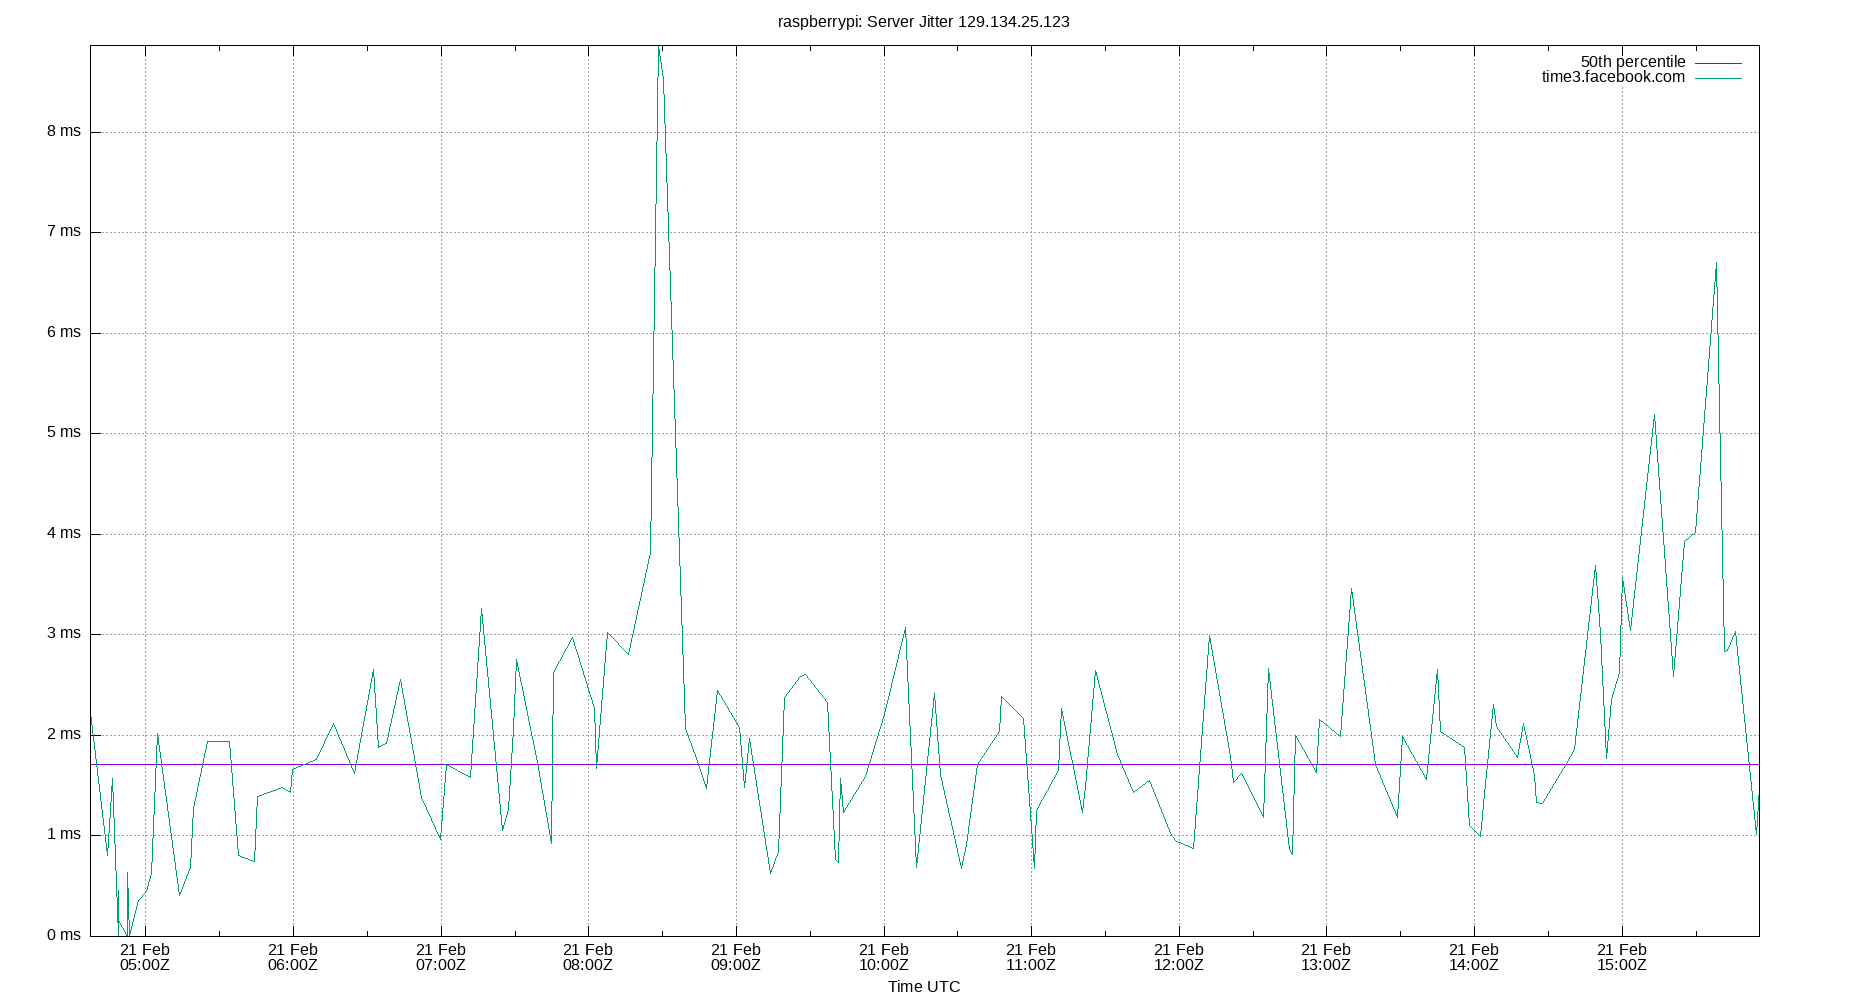 raspberrypi: Server Jitter 129.134.25.123
50th percentile
time3.facebook.com
8 ms
7 ms
6 ms
5 ms
4 ms
3 ms
2 ms
1 ms
0 ms
21 Feb 21 Feb 21 Feb 21 Feb 21 Feb 21 Feb 21 Feb 21 Feb 21 Feb 21 Feb 21 Feb
05:00Z 06:00Z 07:00Z 08:00Z 09:00Z 10:00Z 11:00Z 12:00Z 13:00Z 14:00Z 15:00Z
Time UTC